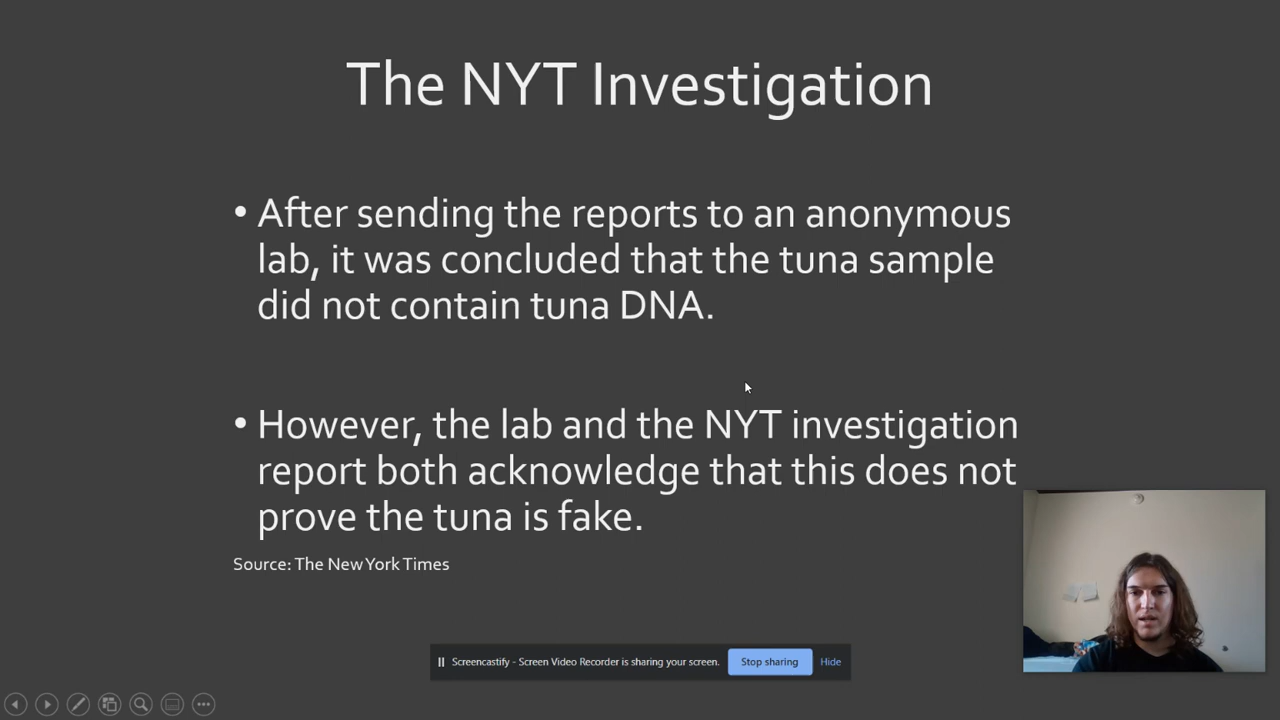 The NYT Investigation
• After sending the reports to an anonymous
lab, it was concluded that the tuna sample
did not contain tuna DNA.
• However, the lab and the NYT investigation
report both acknowledge that this does not
prove the tuna is fake.
Source: The New York Times
Screencastify - Screen Video Recorder is sharing your screen. Stop sharing Hide